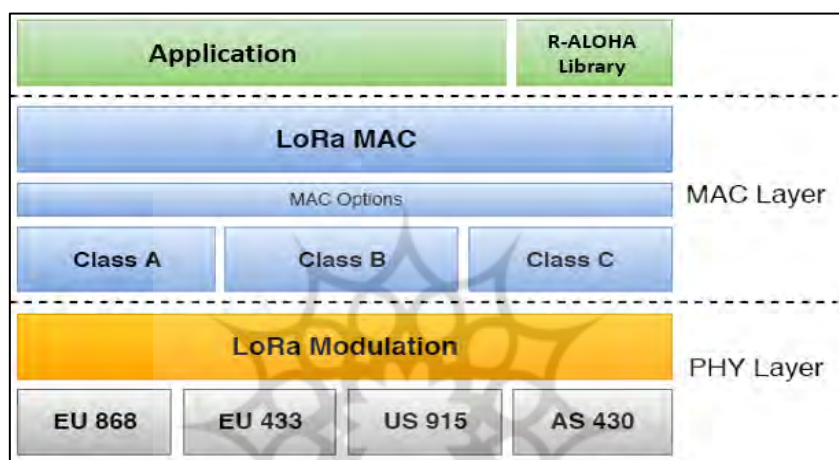 Application
R-ALOHA
Library
LoRa MAC
MAC Options
MAC Layer
Class A
Class B
Class C
LoRa Modulation
PHY Layer
EU 868
EU 433
US 915
AS 430